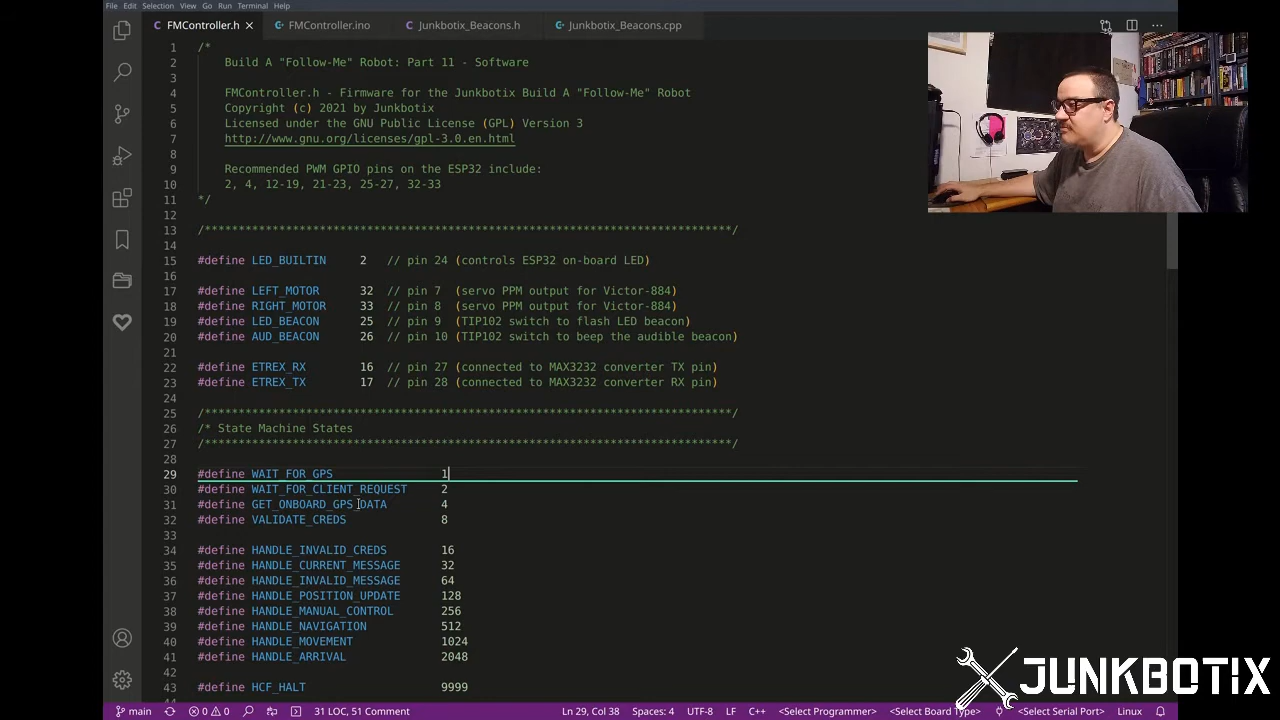 File Edit Selection View Go Run Terminal Help
FMController.h FMController.ino Junkbotix_Beacons.h Junkbotix_Beacons.cpp
1 /*
2 Build A "Follow-Me" Robot: Part 11 - Software
3
4 FMController.h - Firmware for the Junkbotix Build A "Follow-Me" Robot
5 Copyright (c) 2021 by Junkbotix
6 Licensed under the GNU Public License (GPL) Version 3
7 http://www.gnu.org/licenses/gpl-3.0.en.html
8
9 Recommended PWM GPIO pins on the ESP32 include:
10 2, 4, 12-19, 21-23, 25-27, 32-33
11 */
12
13 /******************************************************************************/
14
15 #define LED_BUILTIN 2 // pin 24 (controls ESP32 on-board LED)
16
17 #define LEFT_MOTOR 32 // pin 7 (servo PPM output for Victor-884)
18 #define RIGHT_MOTOR 33 // pin 8 (servo PPM output for Victor-884)
19 #define LED_BEACON 25 // pin 9 (TIP102 switch to flash LED beacon)
20 #define AUD_BEACON 26 // pin 10 (TIP102 switch to beep the audible beacon)
21
22 #define ETREX_RX 16 // pin 27 (connected to MAX3232 converter TX pin)
23 #define ETREX_TX 17 // pin 28 (connected to MAX3232 converter RX pin)
24
25 /******************************************************************************/
26 /* State Machine States
27 /******************************************************************************/
28
29 #define WAIT_FOR_GPS 1
30 #define WAIT_FOR_CLIENT_REQUEST 2
31 #define GET_ONBOARD_GPS_DATA 4
32 #define VALIDATE_CREDS 8
33
34 #define HANDLE_INVALID_CREDS 16
35 #define HANDLE_CURRENT_MESSAGE 32
36 #define HANDLE_INVALID_MESSAGE 64
37 #define HANDLE_POSITION_UPDATE 128
38 #define HANDLE_MANUAL_CONTROL 256
39 #define HANDLE_NAVIGATION 512
40 #define HANDLE_MOVEMENT 1024
41 #define HANDLE_ARRIVAL 2048
42
43 #define HCF_HALT 9999
JUNKBOTIX
main 0 0 31 LOC, 51 Comment Ln 29, Col 38 Spaces: 4 UTF-8 LF C++ <Select Programmer> <Select Board Type> <Select Serial Port> Linux